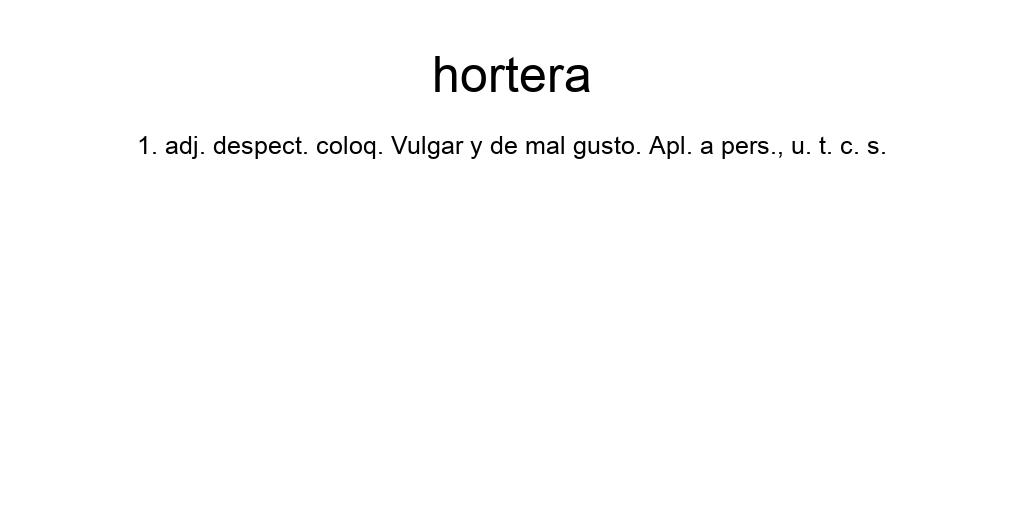 hortera
1. adj. despect. coloq. Vulgar y de mal gusto. Apl. a pers., u. t. c. s.